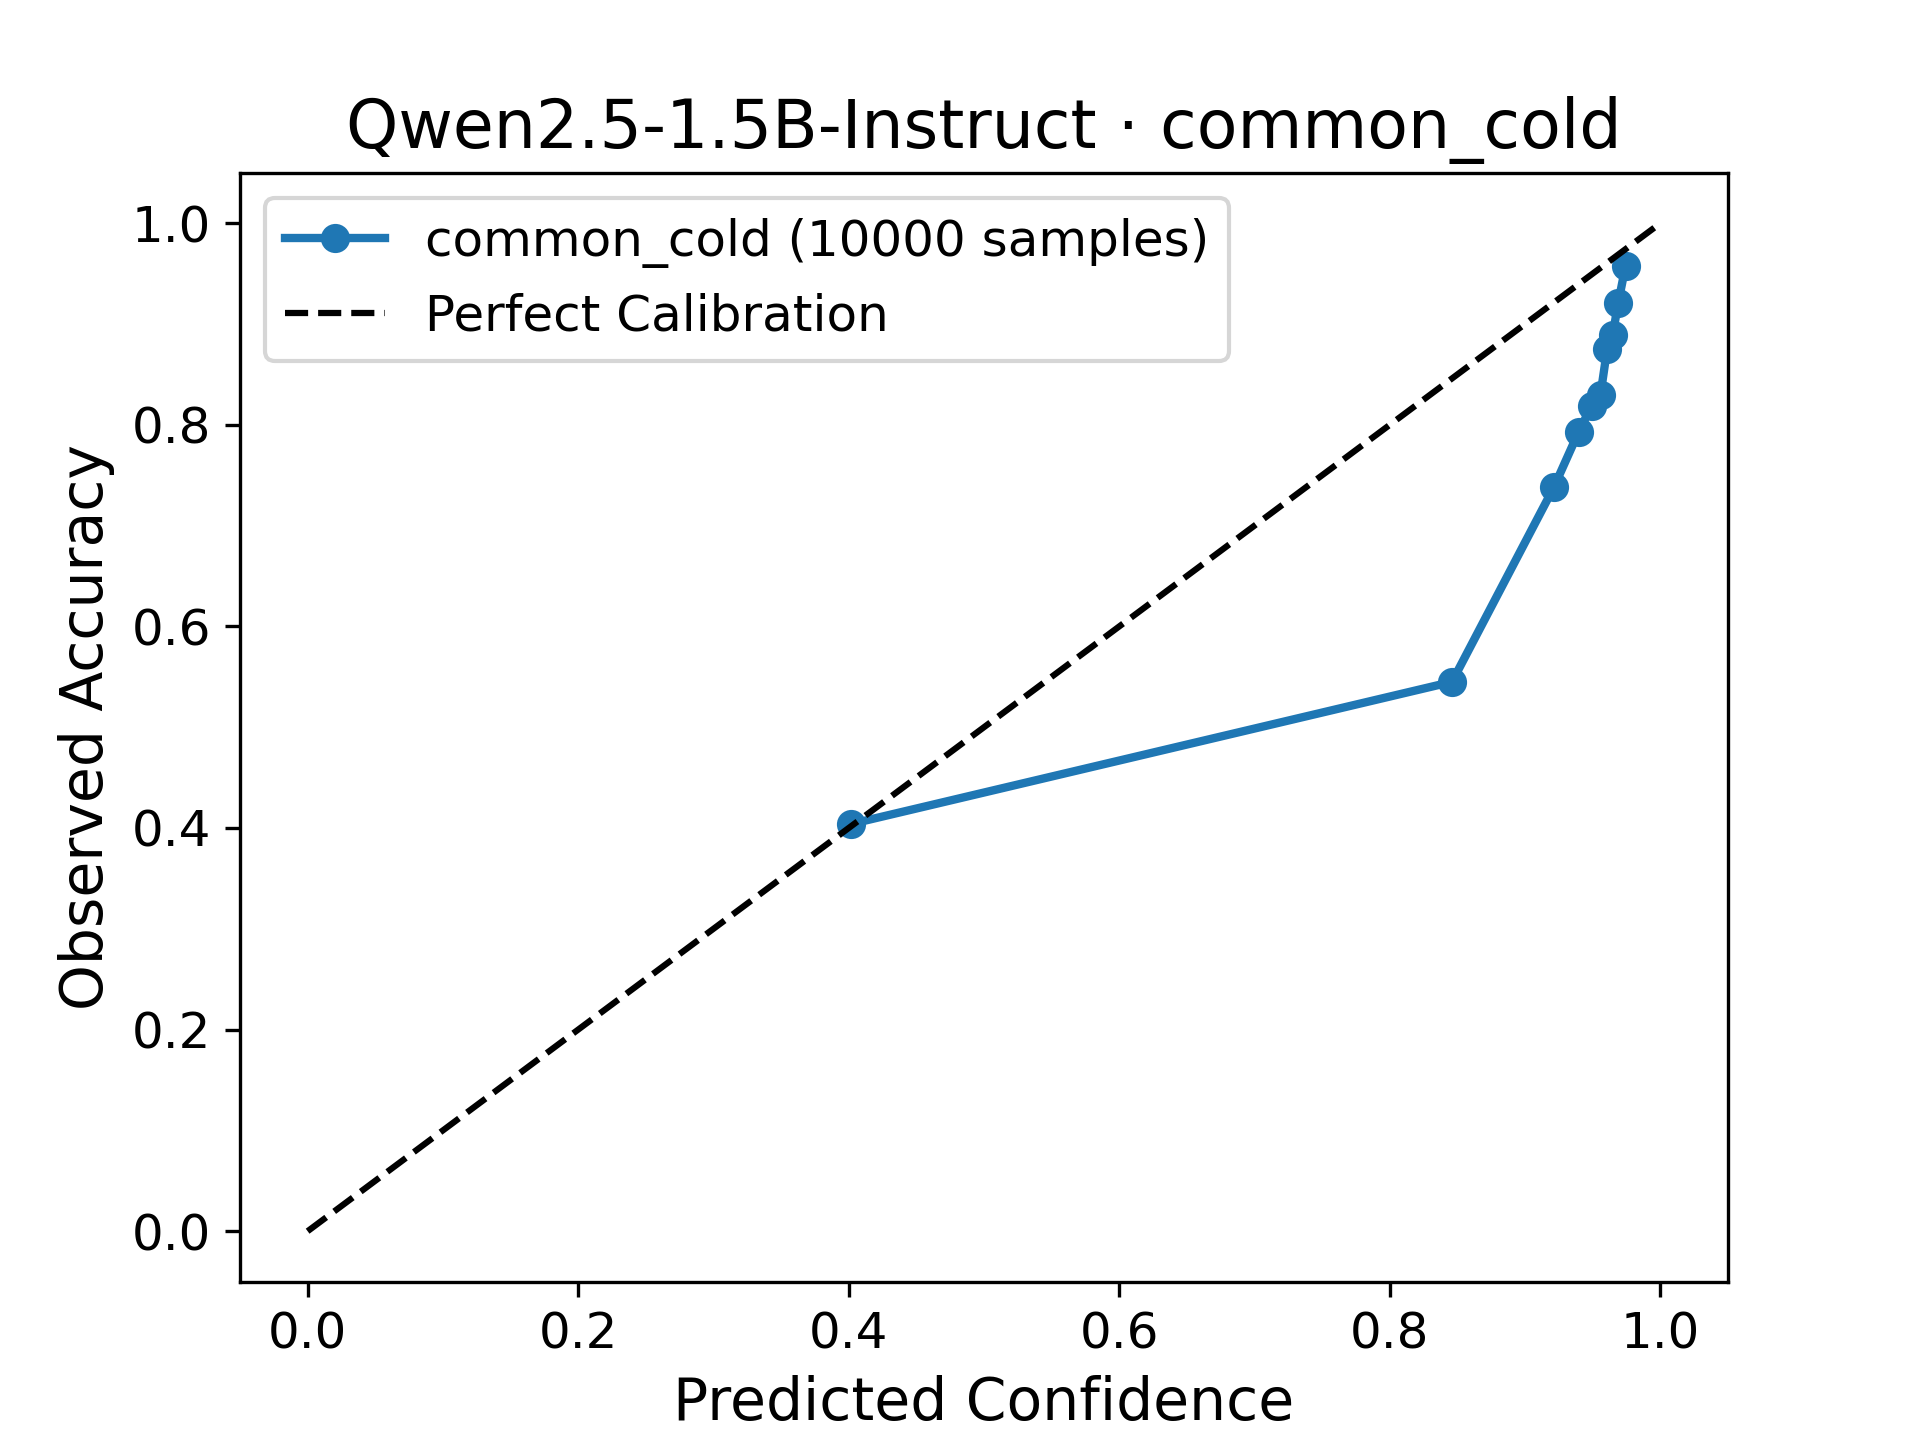 Qwen2.5-1.5B-Instruct · common_cold
common_cold (10000 samples)
Perfect Calibration
1.0
0.8
0.6
0.4
0.2
0.0
Observed Accuracy
0.0 0.2 0.4 0.6 0.8 1.0
Predicted Confidence